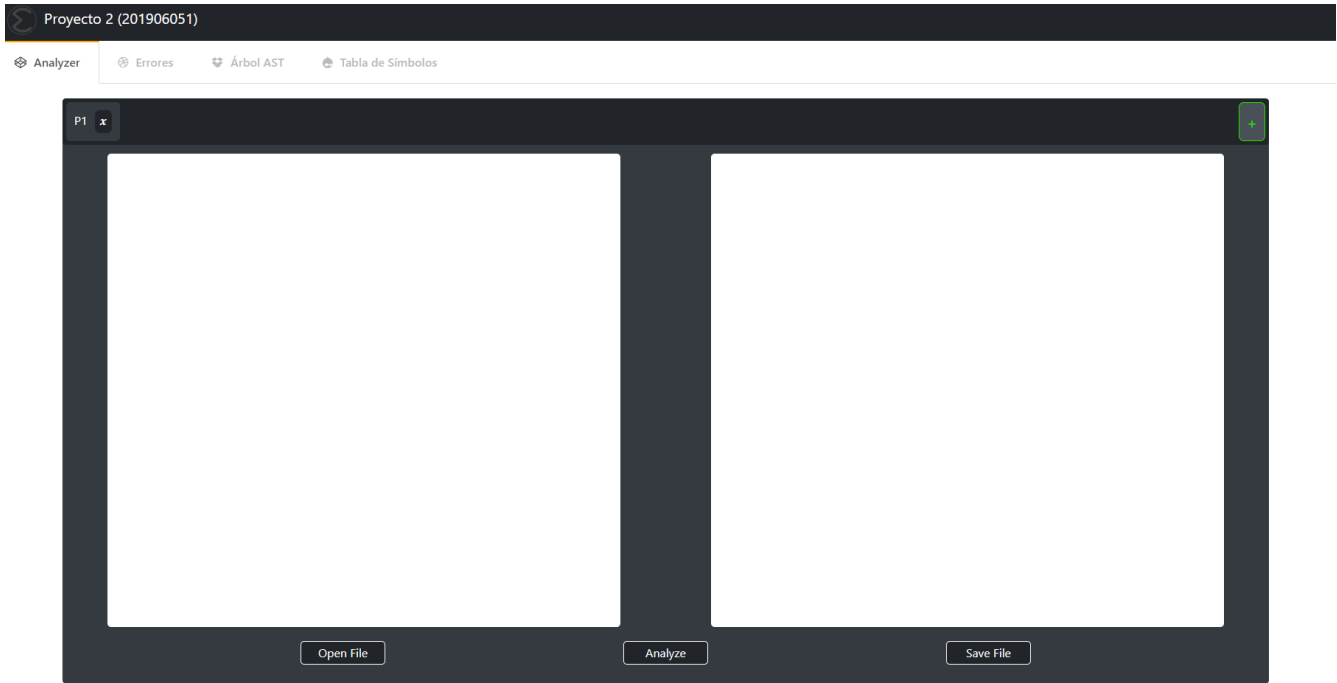 Proyecto 2 (201906051)
Analyzer Errores Árbol AST Tabla de Símbolos
P1 x +
Open File Analyze Save File